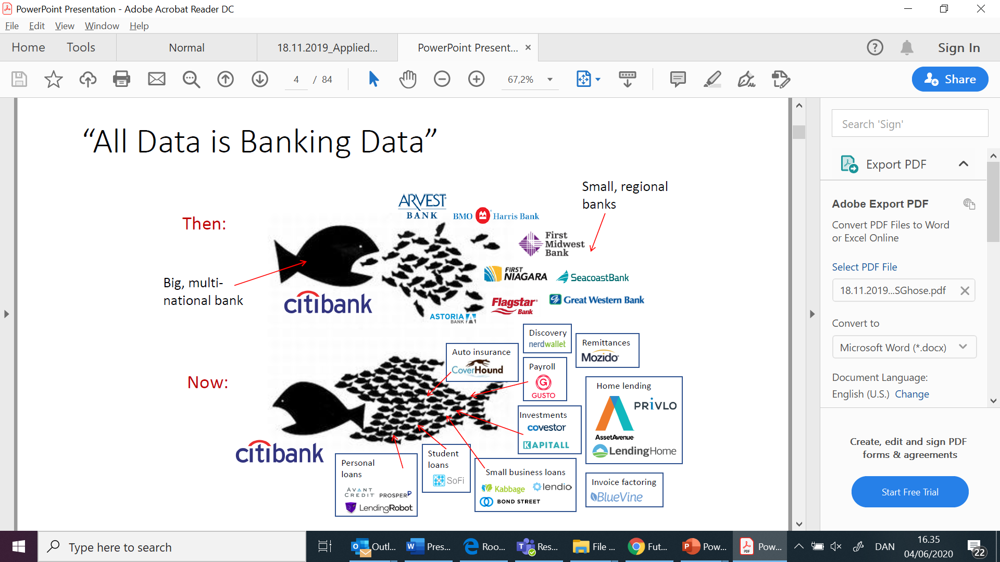 PowerPoint Presentation - Adobe Acrobat Reader DC
File Edit View Window Help
Home Tools Normal 18.11.2019_Applied... PowerPoint Present... Sign In
4 / 84 67,2% Share
“All Data is Banking Data”
Then:
Big, multi-
national bank
citibank
ARVEST
BANK
BMO Harris Bank
Small, regional
banks
First
Midwest
Bank
FIRST
NIAGARA
SeacoastBank
Flagstar
Bank
Great Western Bank
ASTORIA
BANK
Now:
citibank
Auto insurance
CoverHound
Discovery
nerdwallet
Remittances
Mozido
Payroll
G
GUSTO
Investments
covestor
KAPITALL
Home lending
PRIVLO
AssetAvenue
LendingHome
Personal
loans
AVANT
CREDIT
PROSPER
LendingRobot
Student
loans
SoFi
Small business loans
Kabbage
lendio
BOND STREET
Invoice factoring
BlueVine
Search 'Sign'
Export PDF
Adobe Export PDF
Convert PDF Files to Word
or Excel Online
Select PDF File
18.11.2019...SGhose.pdf
Convert to
Microsoft Word (*.docx)
Document Language:
English (U.S.) Change
Create, edit and sign PDF
forms & agreements
Start Free Trial
Type here to search
Outl...
Pres...
Roo...
Res...
File ...
Fut...
Pow...
Pow...
DAN
16.35
04/06/2020
22